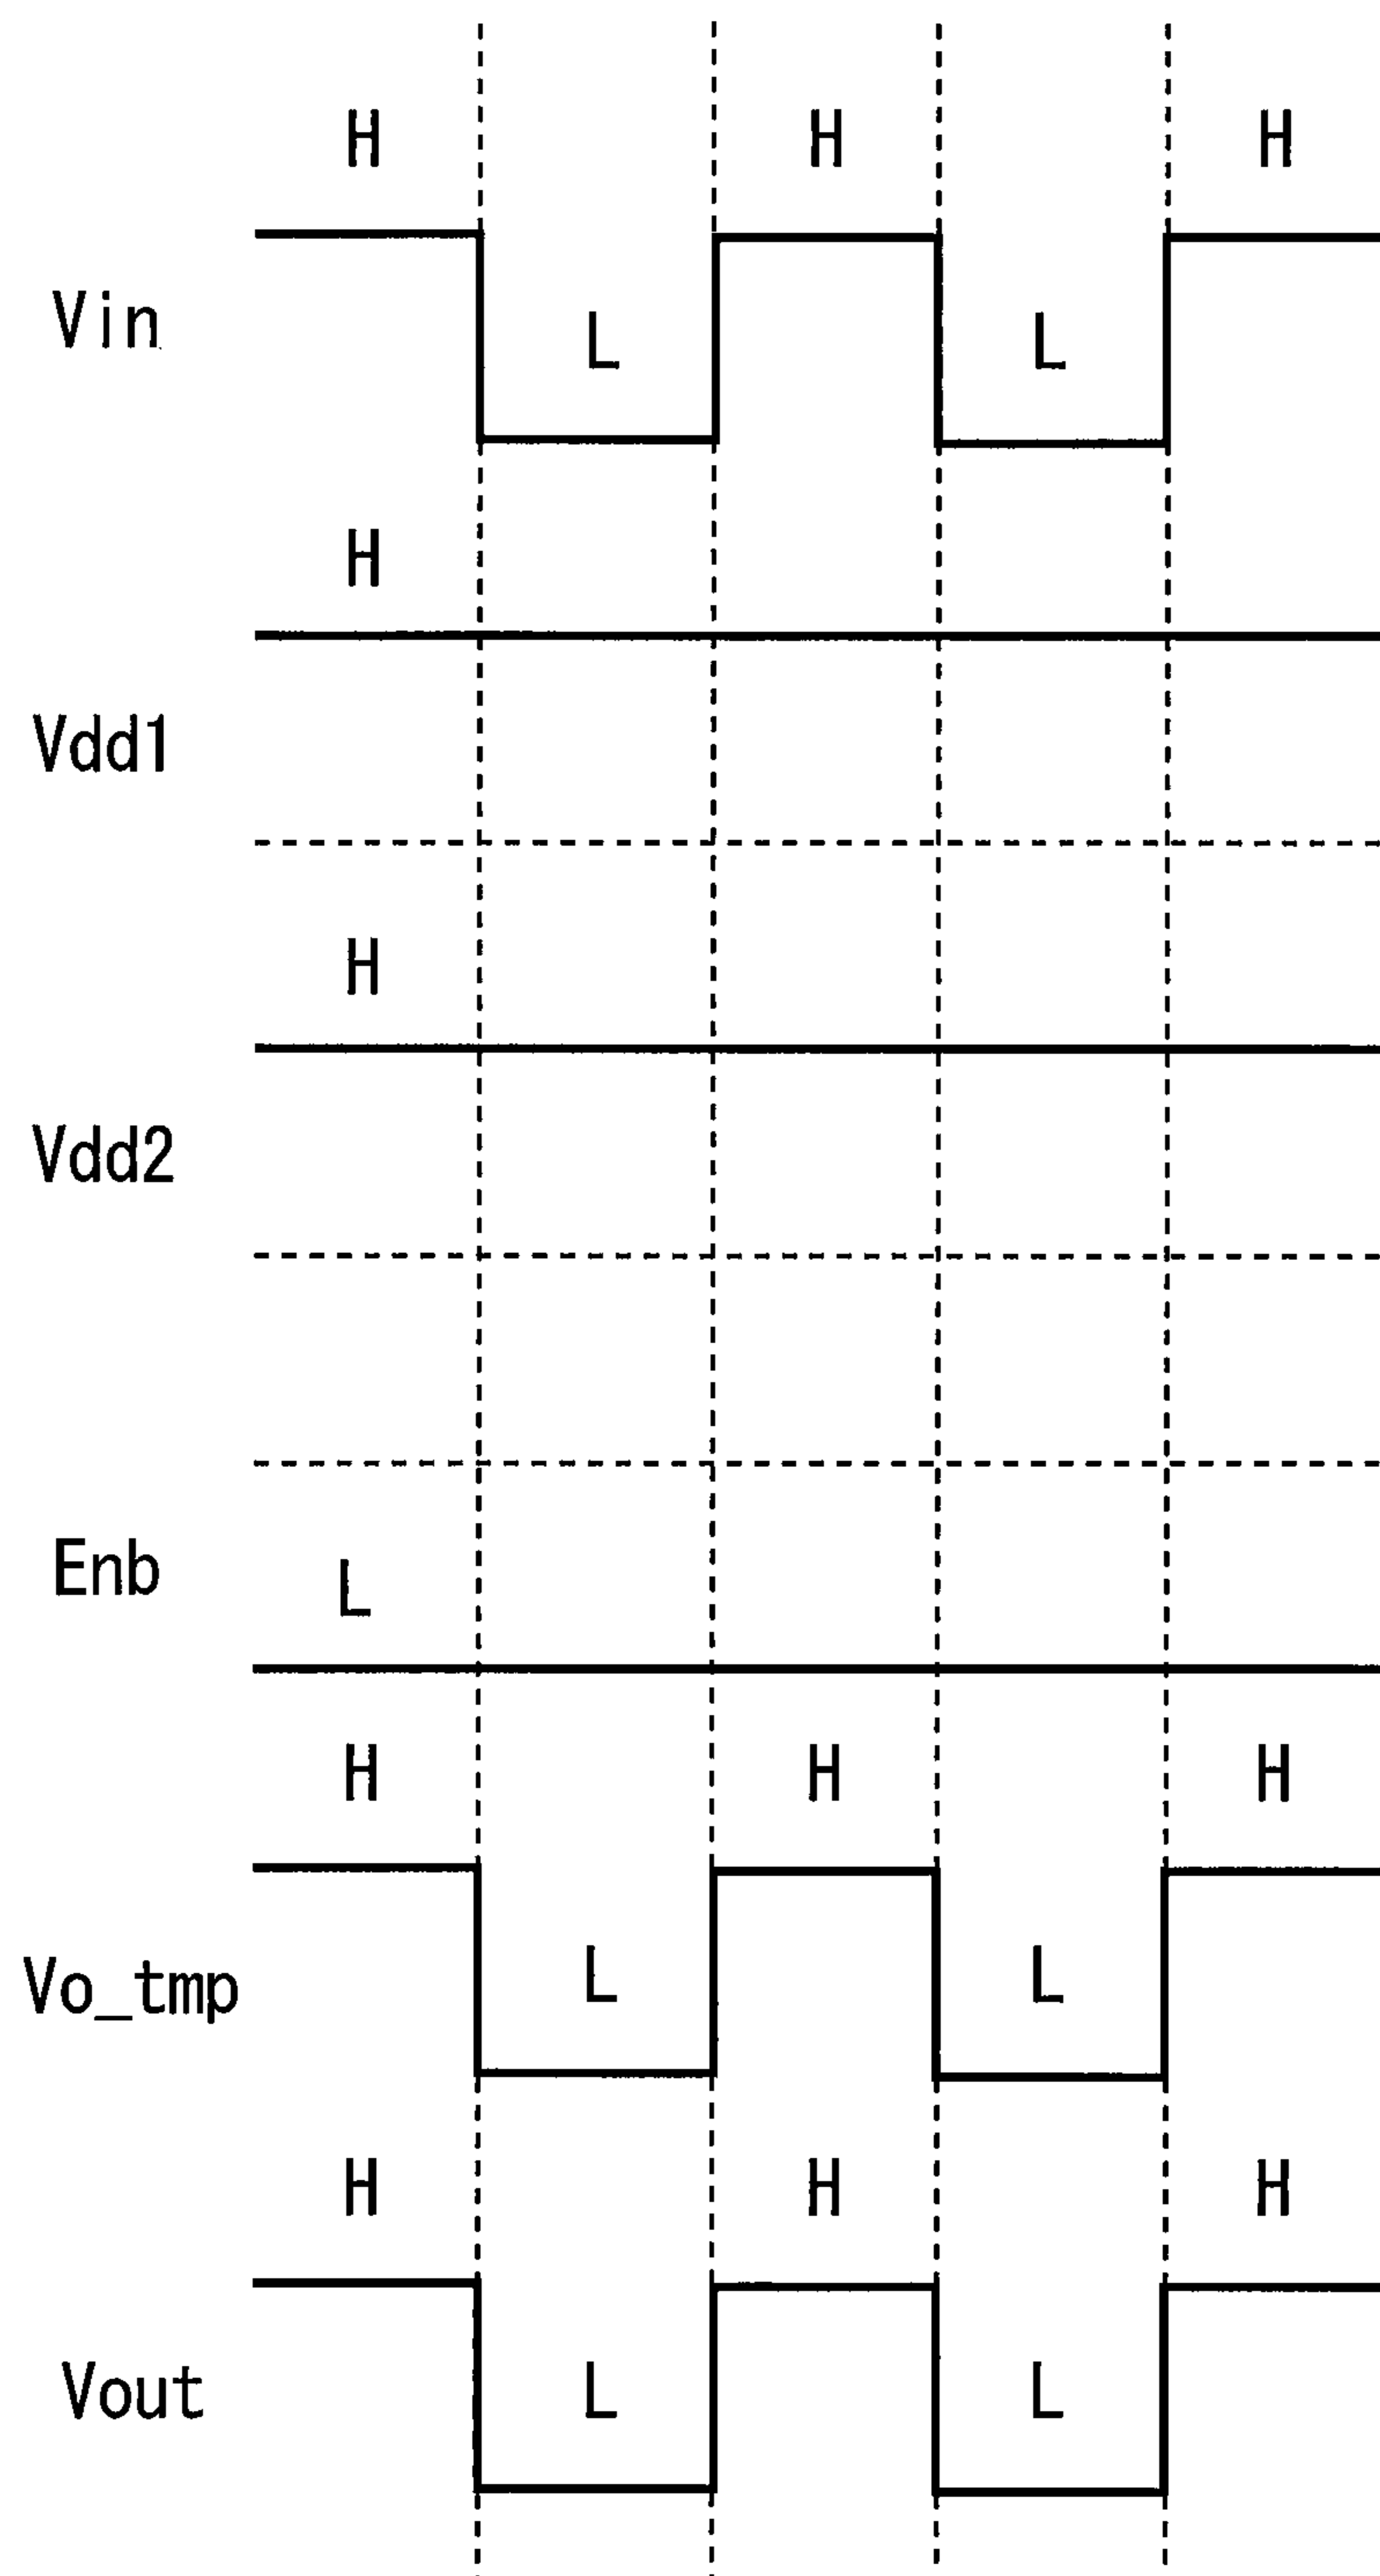 H H H
Vin
L L
H
Vdd1
H
Vdd2
Enb
L
H H H
L L
Vo_tmp
H H H
L L
Vout